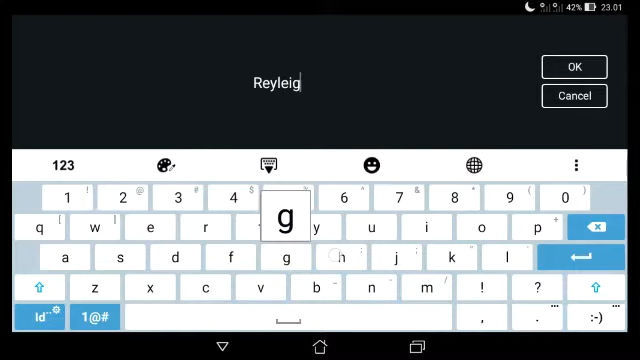 42% 23.01
Reyleig
OK
Cancel
123
1 ! 2 @ 3 # 4 $ 6 ^ 7 & 8 * 9 ( 0 )
q [ w ] e r y u i o p +
g
a s d f g h j ; k l
z x c v b n m / ! ?
Id 1@# , . :-)